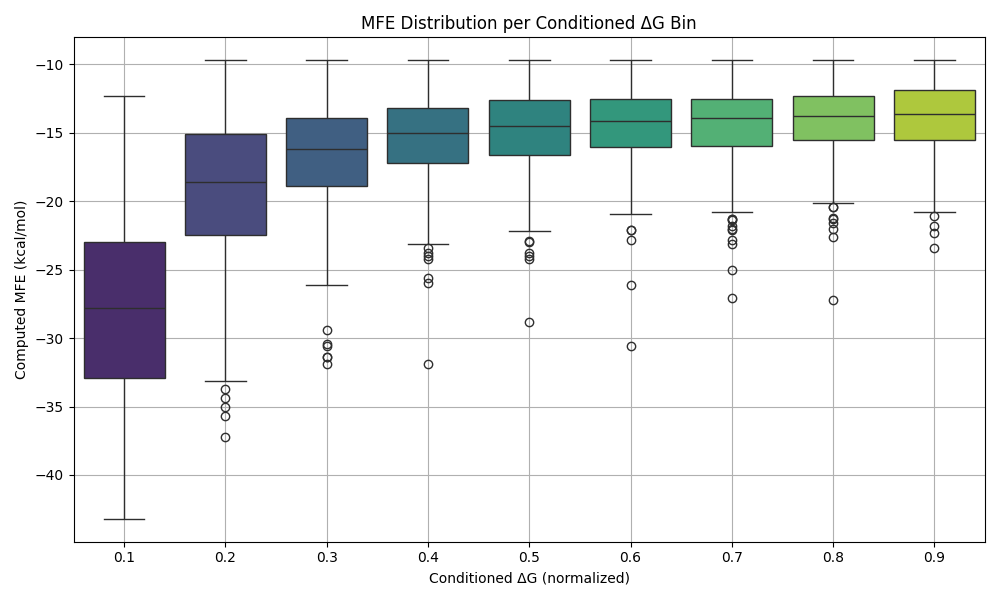 MFE Distribution per Conditioned ΔG Bin
Computed MFE (kcal/mol)
−10
−15
−20
−25
−30
−35
−40
0.1 0.2 0.3 0.4 0.5 0.6 0.7 0.8 0.9
Conditioned ΔG (normalized)